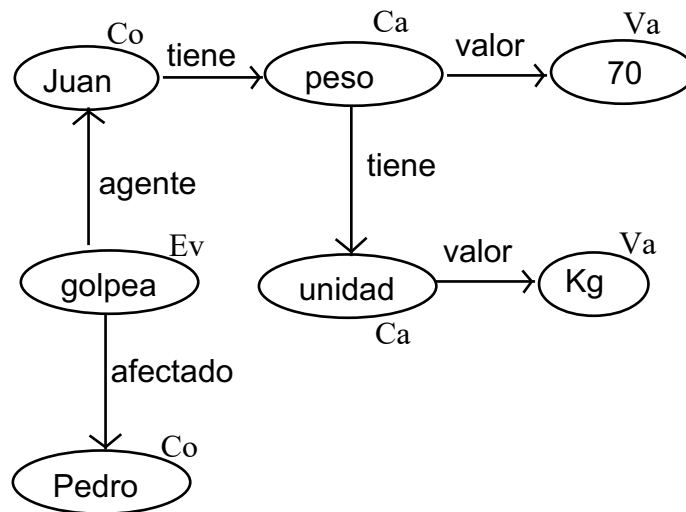 Co
Ca
Va
Juan
tiene
peso
valor
70
agente
tiene
Ev
golpea
valor
Va
unidad
Kg
Ca
afectado
Co
Pedro